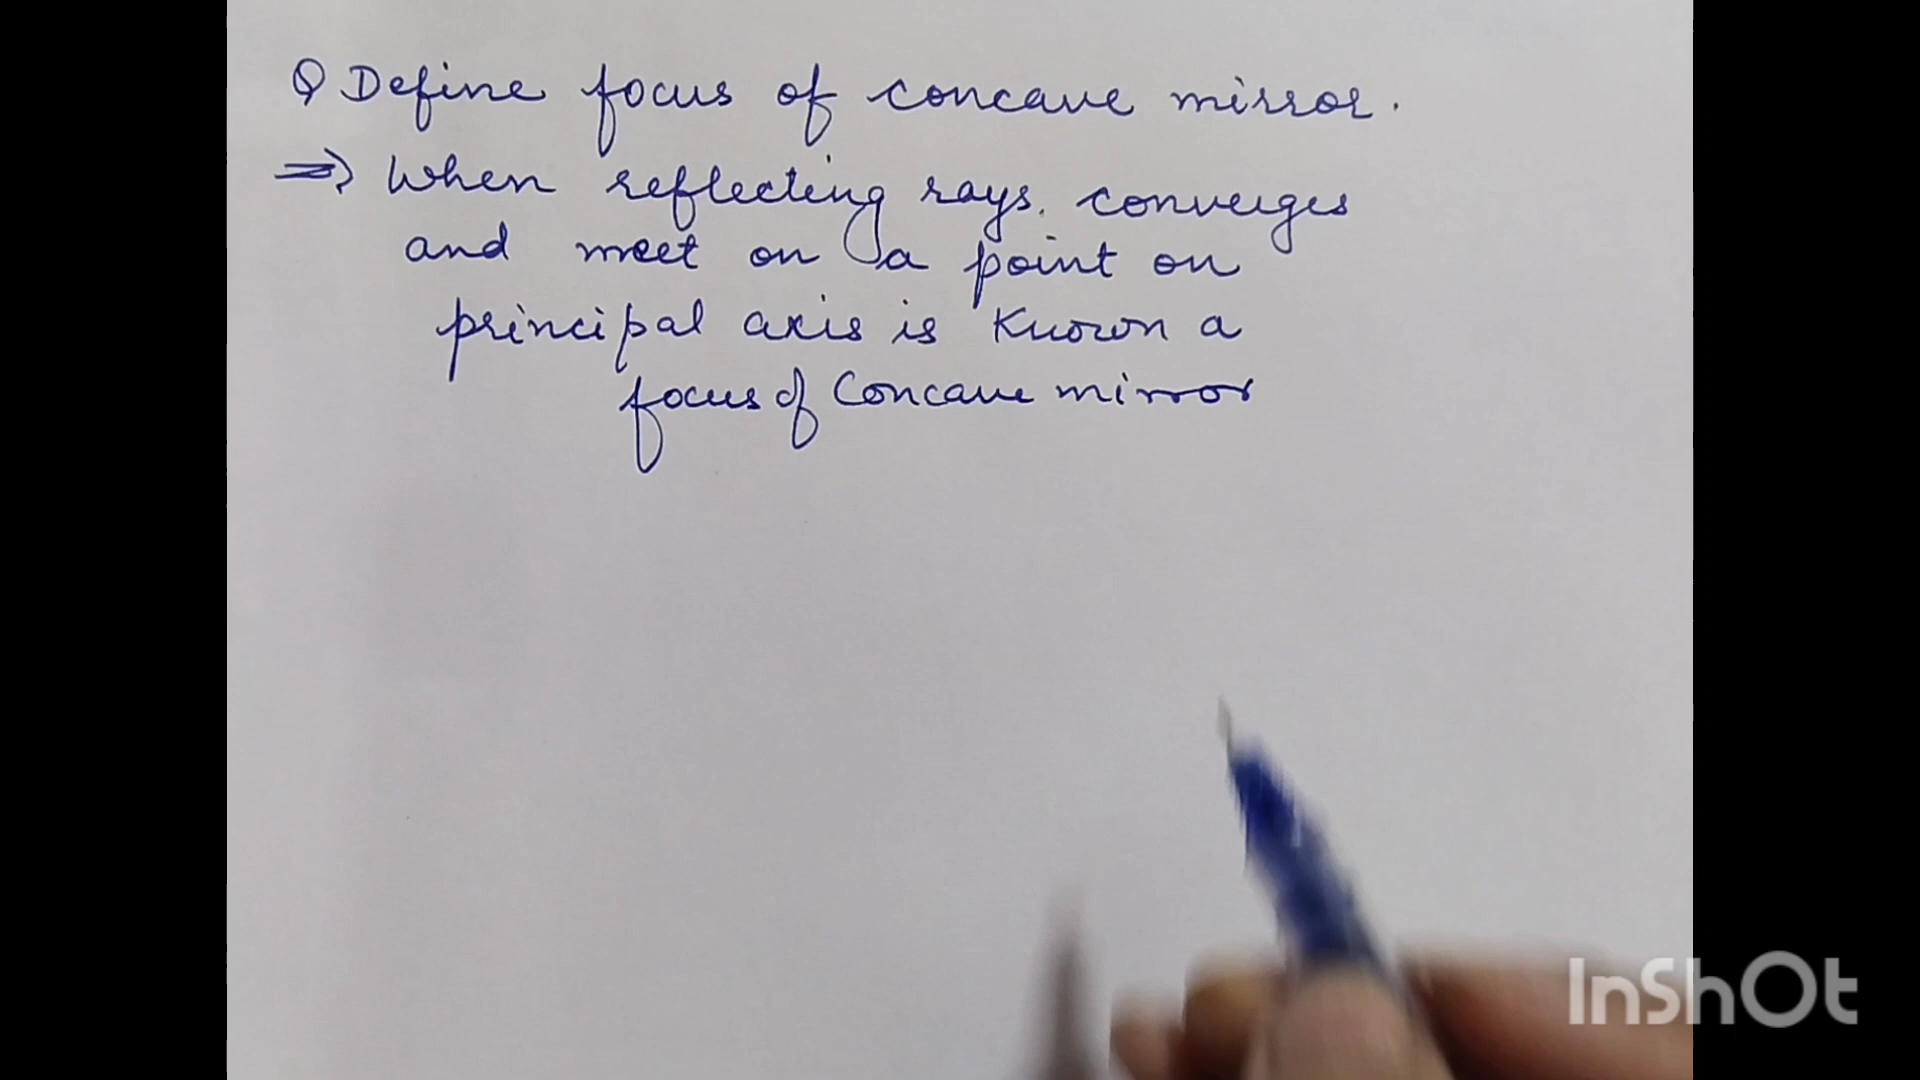 Q Define focus of concave mirror.
⇒ When reflecting rays. converges
and meet on a point on
principal axis is known a
focus of Concave mirror
InShOt